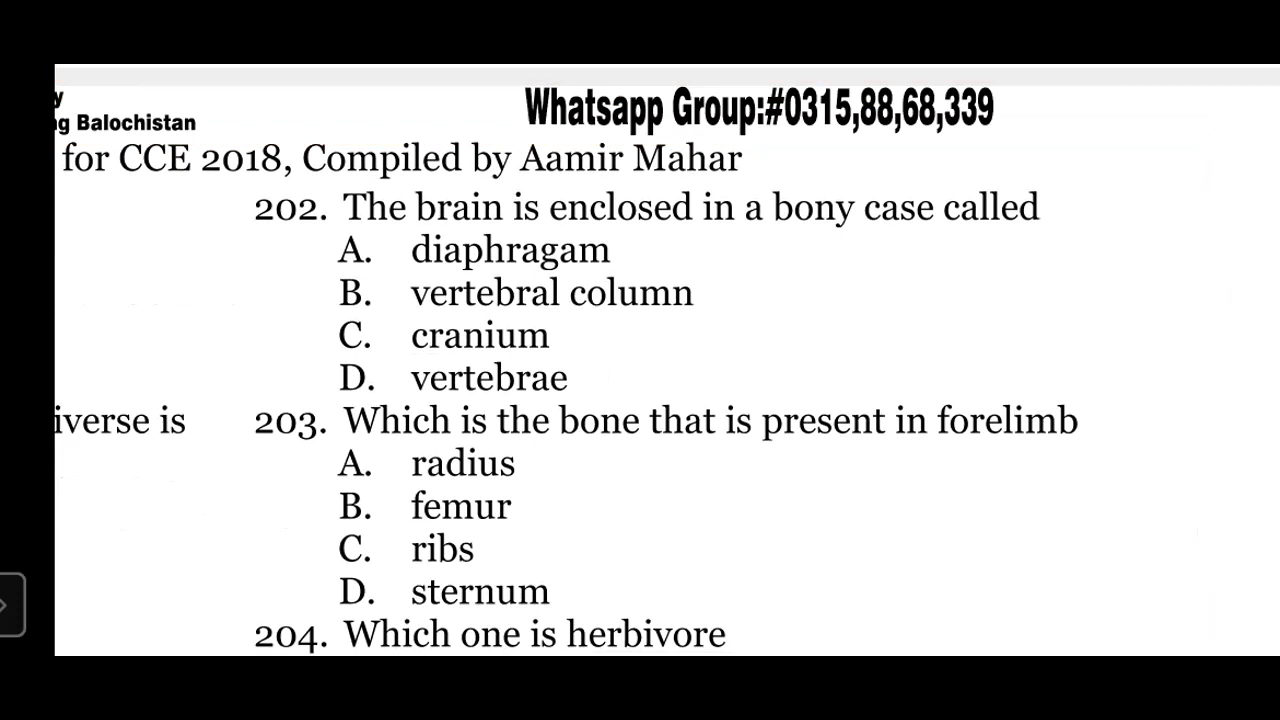 y
ng Balochistan
Whatsapp Group:#0315,88,68,339
for CCE 2018, Compiled by Aamir Mahar
202. The brain is enclosed in a bony case called
A. diaphragam
B. vertebral column
C. cranium
D. vertebrae
iverse is
203. Which is the bone that is present in forelimb
A. radius
B. femur
C. ribs
D. sternum
204. Which one is herbivore